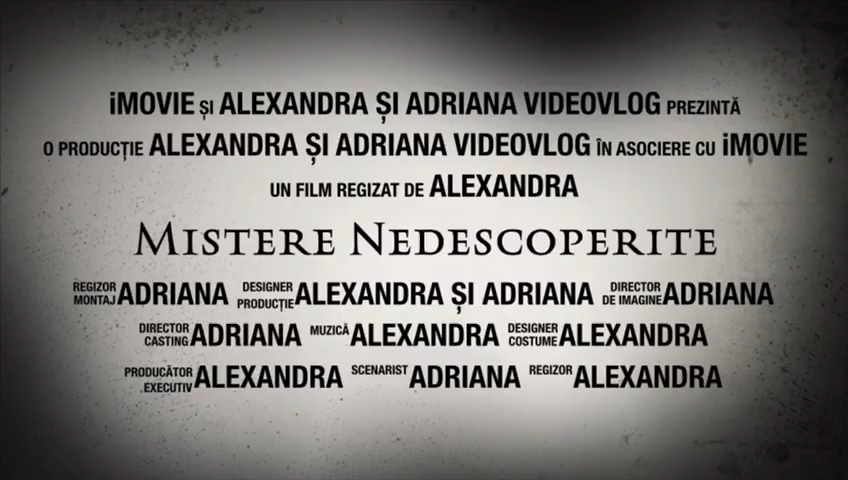 iMOVIE ȘI ALEXANDRA ȘI ADRIANA VIDEOVLOG PREZINTĂ
O PRODUCȚIE ALEXANDRA ȘI ADRIANA VIDEOVLOG ÎN ASOCIERE CU iMOVIE
UN FILM REGIZAT DE ALEXANDRA
MISTERE NEDESCOPERITE
REGIZOR MONTAJ ADRIANA DESIGNER PRODUCȚIE ALEXANDRA ȘI ADRIANA DIRECTOR DE IMAGINE ADRIANA
DIRECTOR CASTING ADRIANA MUZICĂ ALEXANDRA DESIGNER COSTUME ALEXANDRA
PRODUCĂTOR EXECUTIV ALEXANDRA SCENARIST ADRIANA REGIZOR ALEXANDRA